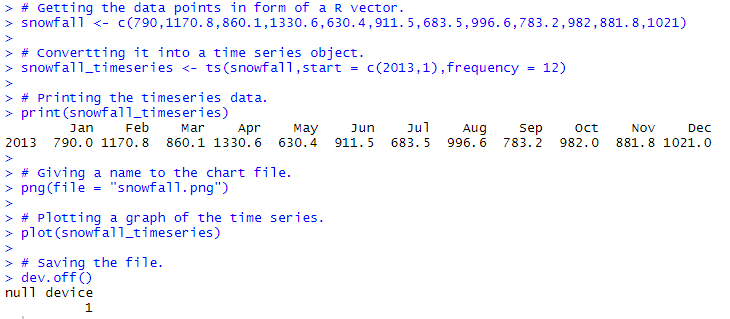 > # Getting the data points in form of a R vector.
> snowfall <- c(790,1170.8,860.1,1330.6,630.4,911.5,683.5,996.6,783.2,982,881.8,1021)
>
> # Convertting it into a time series object.
> snowfall_timeseries <- ts(snowfall,start = c(2013,1),frequency = 12)
>
> # Printing the timeseries data.
> print(snowfall_timeseries)
        Jan    Feb    Mar    Apr    May    Jun    Jul    Aug    Sep    Oct    Nov    Dec
2013  790.0 1170.8  860.1 1330.6  630.4  911.5  683.5  996.6  783.2  982.0  881.8 1021.0
>
> # Giving a name to the chart file.
> png(file = "snowfall.png")
>
> # Plotting a graph of the time series.
> plot(snowfall_timeseries)
>
> # Saving the file.
> dev.off()
null device
          1